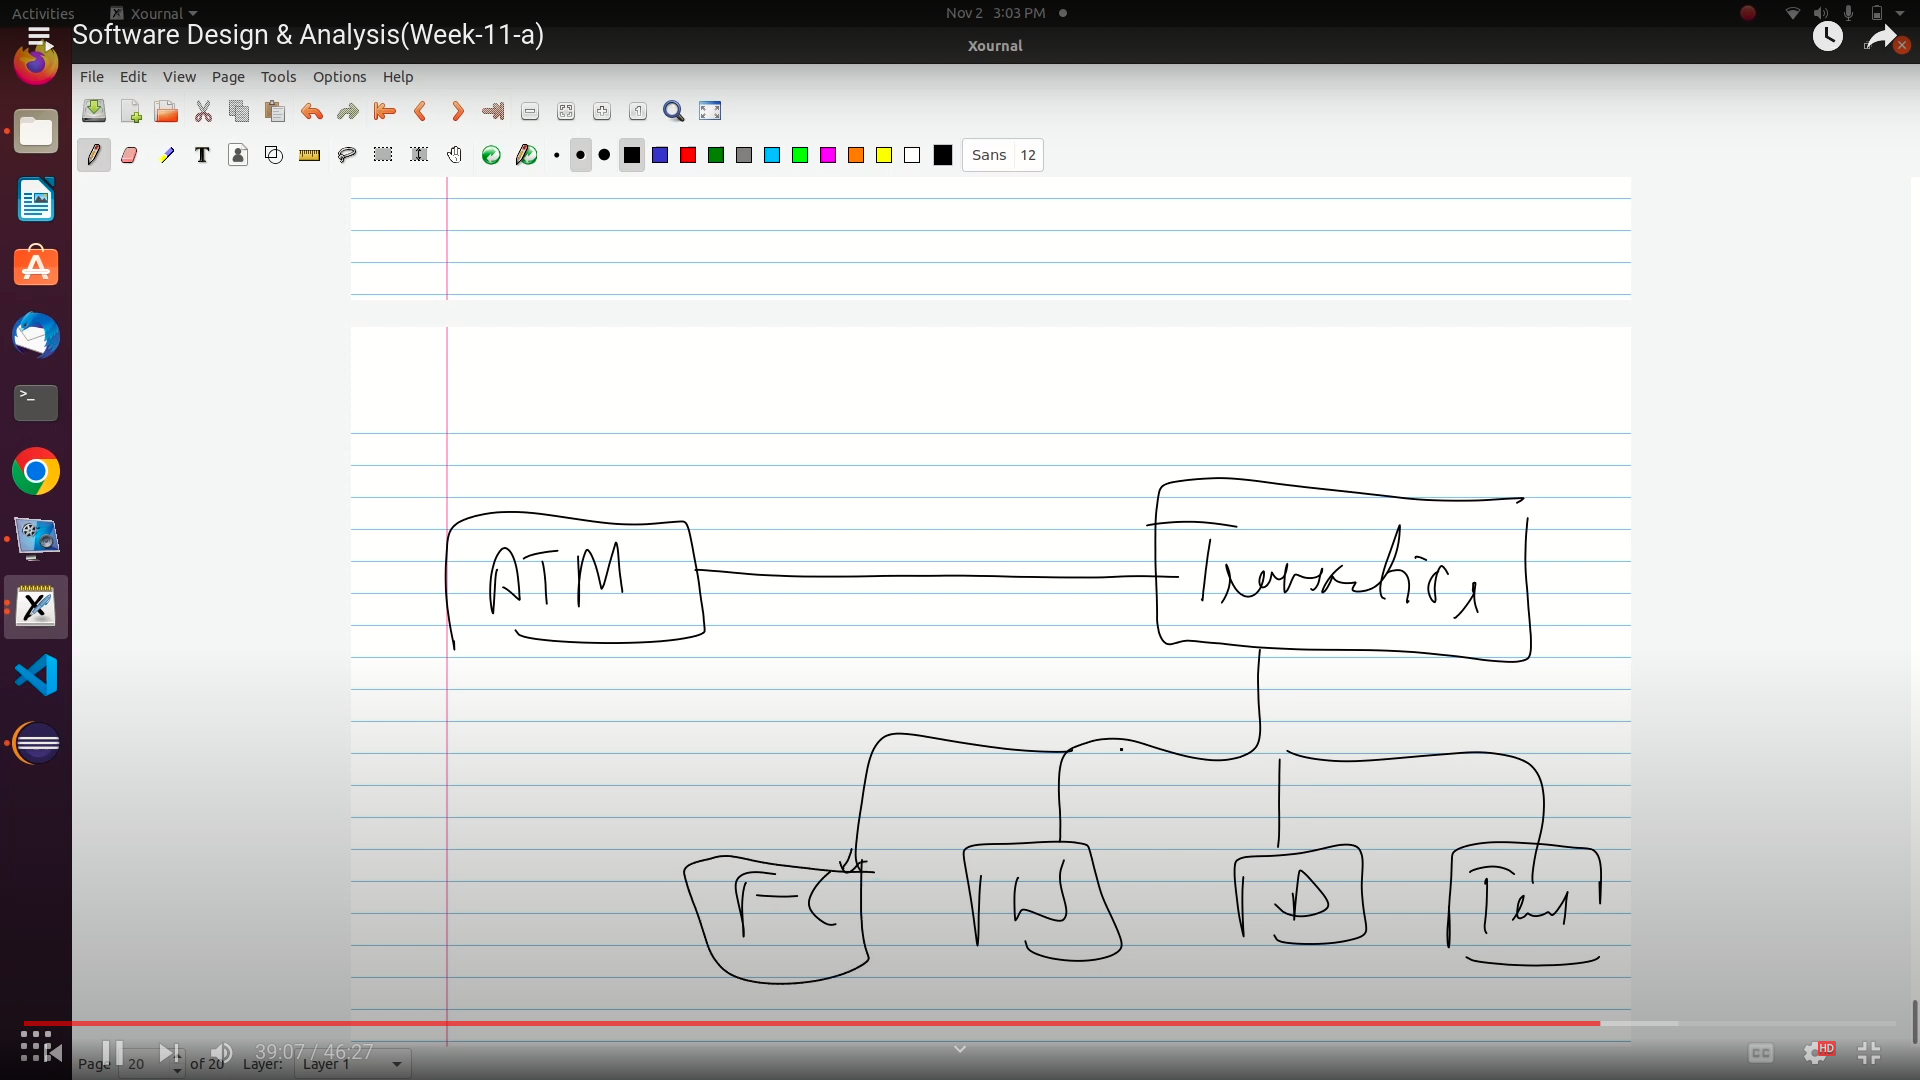 Activities Xournal Nov 2 3:03 PM
Software Design & Analysis(Week-11-a)
Xournal
File Edit View Page Tools Options Help
Sans 12
ATM
Transaction
FC W D
39:07 / 46:27
CC HD
Page 20 of 20 Layer: Layer 1